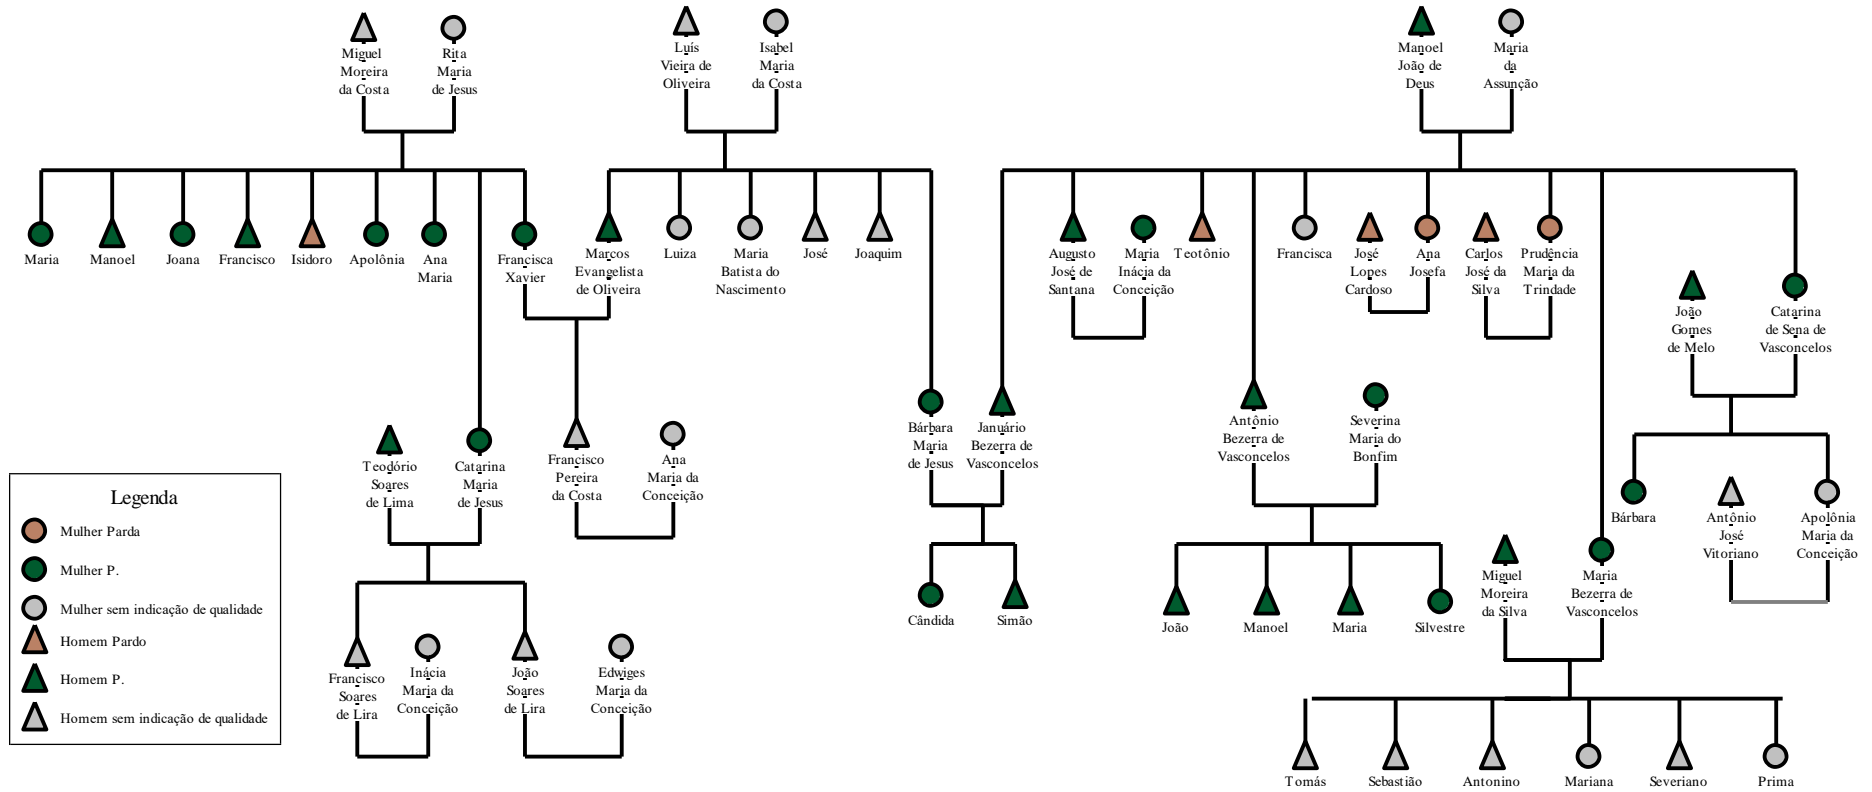 Miguel
Moreira
da Costa
Rita
Maria
de Jesus
Luís
Vieira de
Oliveira
Isabel
Maria
da Costa
Manoel
João de
Deus
Maria
da
Assunção
Maria
Manoel
Joana
Francisco
Isidoro
Apolônia
Ana
Maria
Francisca
Xavier
Marcos
Evangelista
de Oliveira
Luiza
Maria
Batista do
Nascimento
José
Joaquim
Augusto
José de
Santana
Maria
Inácia da
Conceição
Teotônio
Francisca
José
Lopes
Cardoso
Ana
Josefa
Carlos
José da
Silva
Prudência
Maria da
Trindade
João
Gomes
de Melo
Catarina
de Sena de
Vasconcelos
Teodório
Soares
de Lima
Catarina
Maria
de Jesus
Francisco
Pereira
da Costa
Ana
Maria da
Conceição
Bárbara
Maria
de Jesus
Januário
Bezerra de
Vasconcelos
Antônio
Bezerra de
Vasconcelos
Severina
Maria do
Bonfim
Bárbara
Antônio
José
Vitoriano
Apolônia
Maria da
Conceição
Cândida
Simão
João
Manoel
Maria
Silvestre
Miguel
Moreira
da Silva
Maria
Bezerra de
Vasconcelos
Francisco
Soares
de Lira
Inácia
Maria da
Conceição
João
Soares
de Lira
Edwiges
Maria da
Conceição
Tomás
Sebastião
Antonino
Mariana
Severiano
Prima
Legenda
Mulher Parda
Mulher P.
Mulher sem indicação de qualidade
Homem Pardo
Homem P.
Homem sem indicação de qualidade